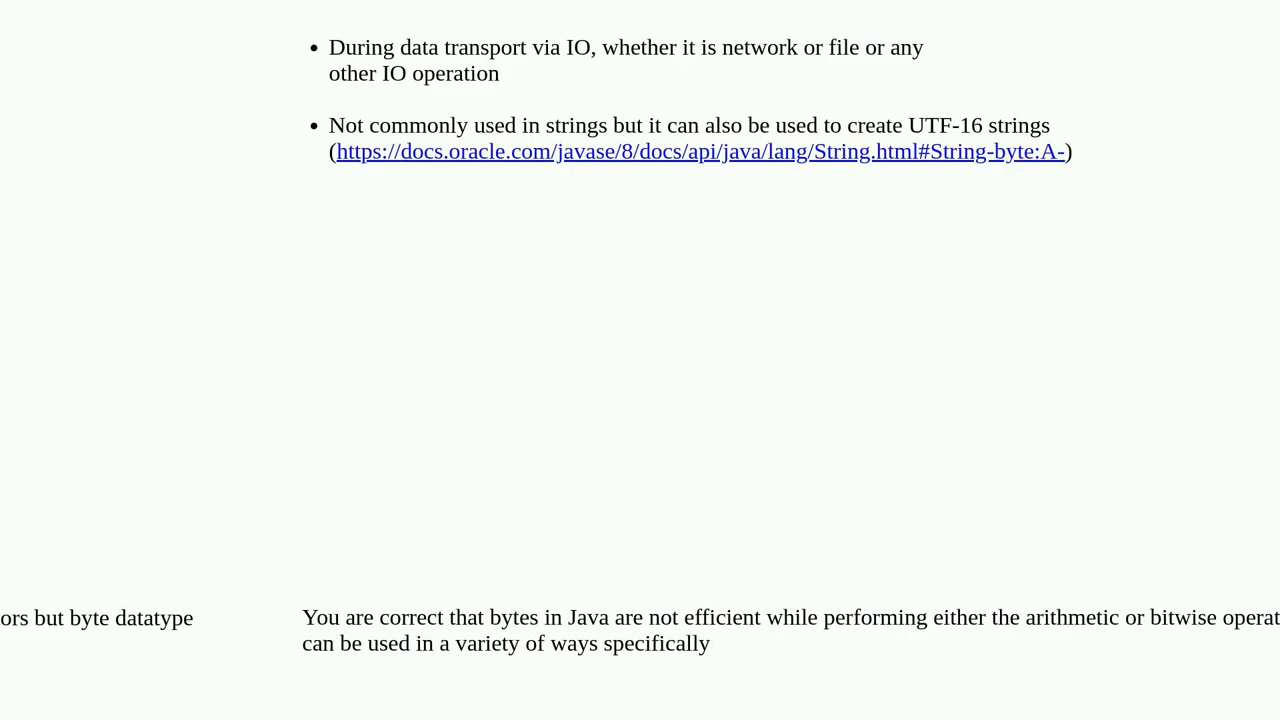 During data transport via IO, whether it is network or file or any
other IO operation
Not commonly used in strings but it can also be used to create UTF-16 strings
(https://docs.oracle.com/javase/8/docs/api/java/lang/String.html#String-byte:A-)
ors but byte datatype
You are correct that bytes in Java are not efficient while performing either the arithmetic or bitwise operat
can be used in a variety of ways specifically